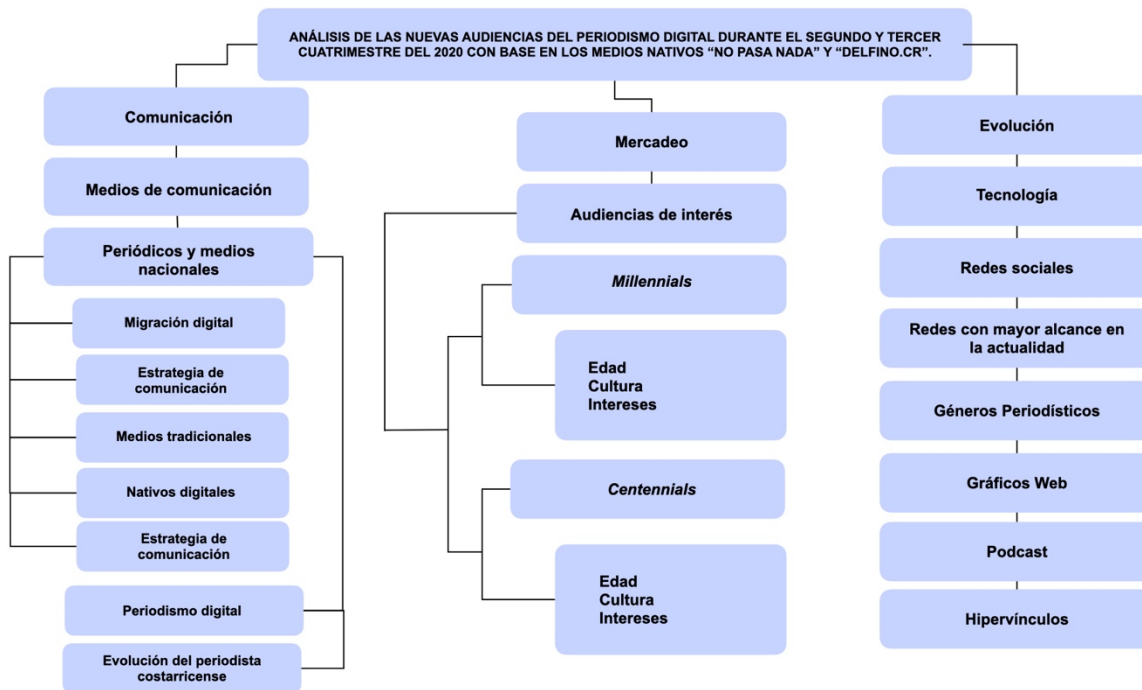 ANÁLISIS DE LAS NUEVAS AUDIENCIAS DEL PERIODISMO DIGITAL DURANTE EL SEGUNDO Y TERCER
CUATRIMESTRE DEL 2020 CON BASE EN LOS MEDIOS NATIVOS “NO PASA NADA” Y “DELFINO.CR”.
Comunicación
Medios de comunicación
Periódicos y medios
nacionales
Migración digital
Estrategia de
comunicación
Medios tradicionales
Nativos digitales
Estrategia de
comunicación
Periodismo digital
Evolución del periodista
costarricense
Mercadeo
Audiencias de interés
Millennials
Edad
Cultura
Intereses
Centennials
Edad
Cultura
Intereses
Evolución
Tecnología
Redes sociales
Redes con mayor alcance en
la actualidad
Géneros Periodísticos
Gráficos Web
Podcast
Hipervínculos